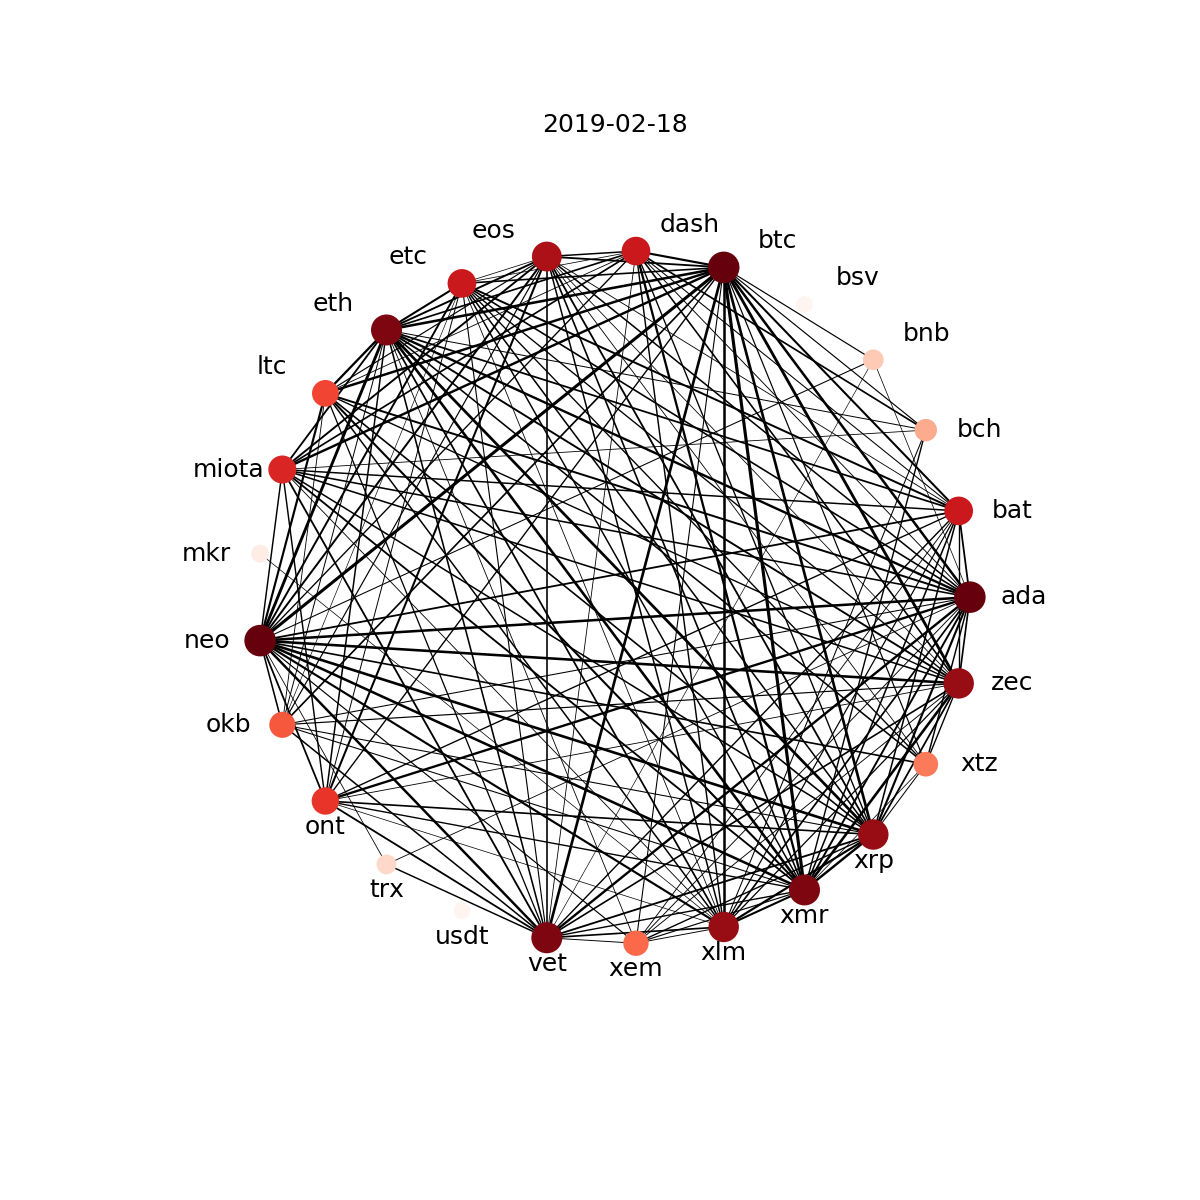 2019-02-18
dash
eos
btc
etc
bsv
eth
bnb
ltc
bch
miota
bat
mkr
ada
neo
zec
okb
xtz
ont
xrp
trx
xmr
usdt
xlm
vet
xem